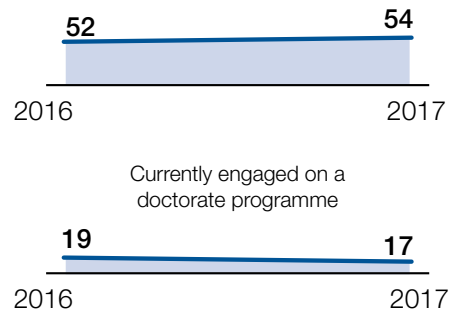 52 54
2016 2017
Currently engaged on a
doctorate programme
19 17
2016 2017